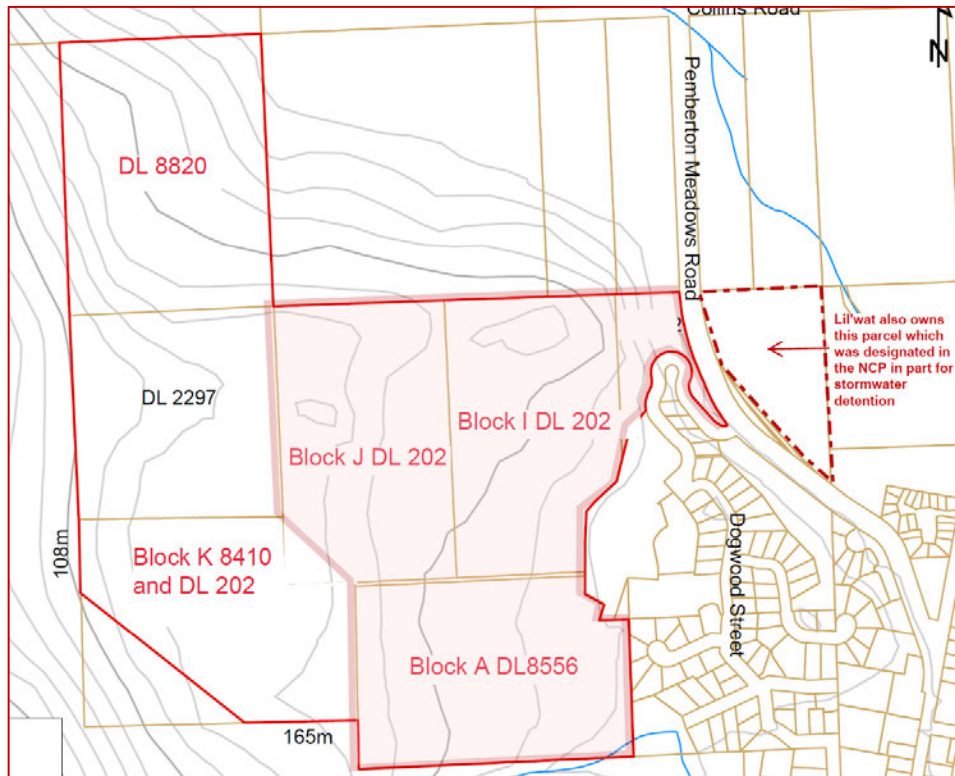 Collins Road
N
Pemberton Meadows Road
DL 8820
Lil'wat also owns
this parcel which
was designated in
the NCP in part for
stormwater
detention
DL 2297
Block I DL 202
Block J DL 202
Dogwood Street
108m
Block K 8410
and DL 202
Block A DL8556
165m